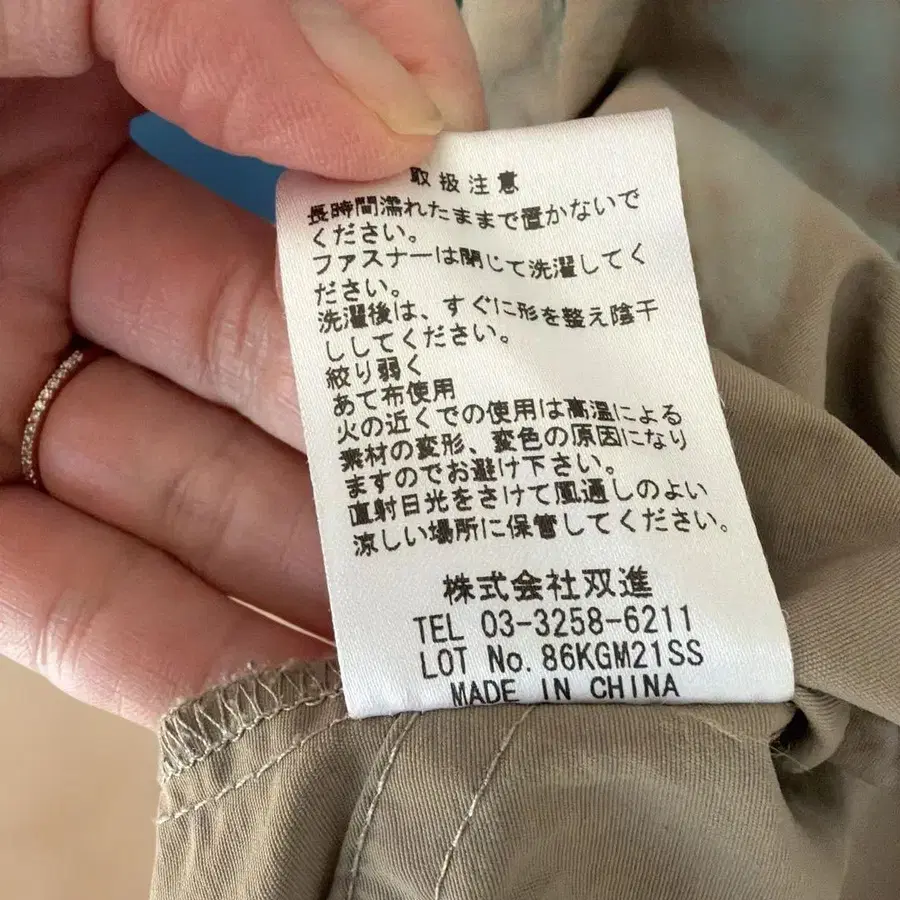 取扱注意
長時間濡れたままで置かないで
ください。
ファスナーは閉じて洗濯してく
ださい。
洗濯後は、すぐに形を整え陰干
ししてください。
絞り弱く
あて布使用
火の近くでの使用は高温による
素材の変形、変色の原因になり
ますのでお避け下さい。
直射日光をさけて風通しのよい
涼しい場所に保管してください。
株式会社双進
TEL 03-3258-6211
LOT No. 86KGM21SS
MADE IN CHINA